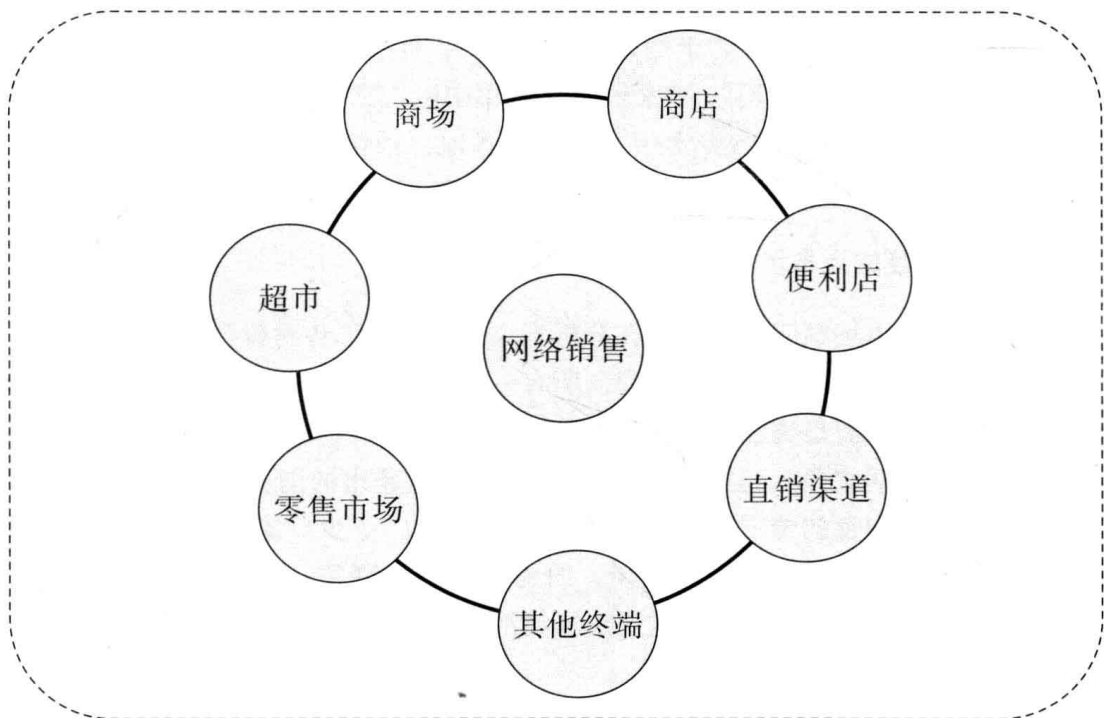 商场
商店
超市
便利店
网络销售
零售市场
直销渠道
其他终端